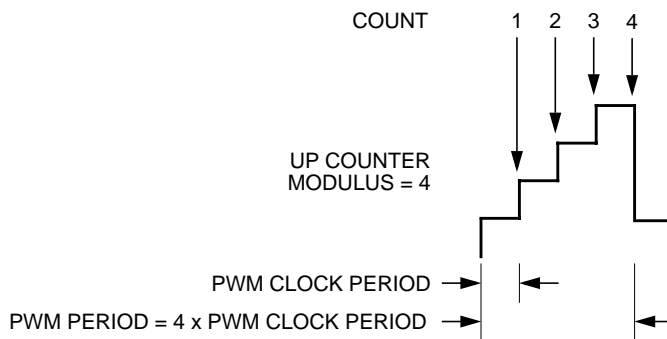 COUNT 1 2 3 4
UP COUNTER
MODULUS = 4
PWM CLOCK PERIOD
PWM PERIOD = 4 x PWM CLOCK PERIOD